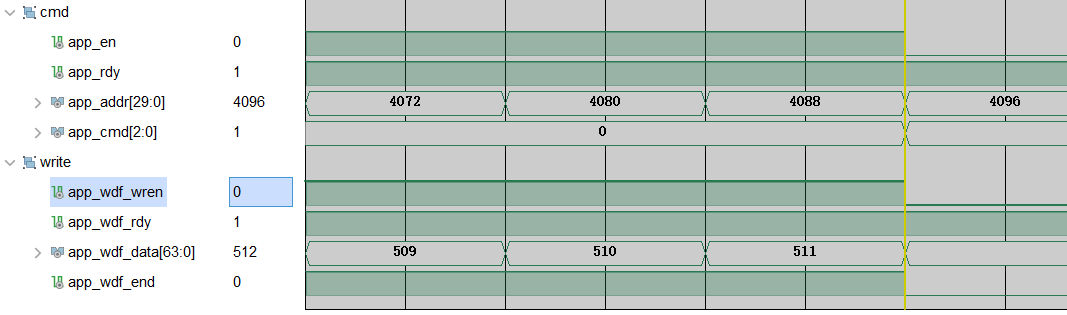 cmd
app_en 0
app_rdy 1
app_addr[29:0] 4096 4072 4080 4088 4096
app_cmd[2:0] 1 0
write
app_wdf_wren 0
app_wdf_rdy 1
app_wdf_data[63:0] 512 509 510 511
app_wdf_end 0